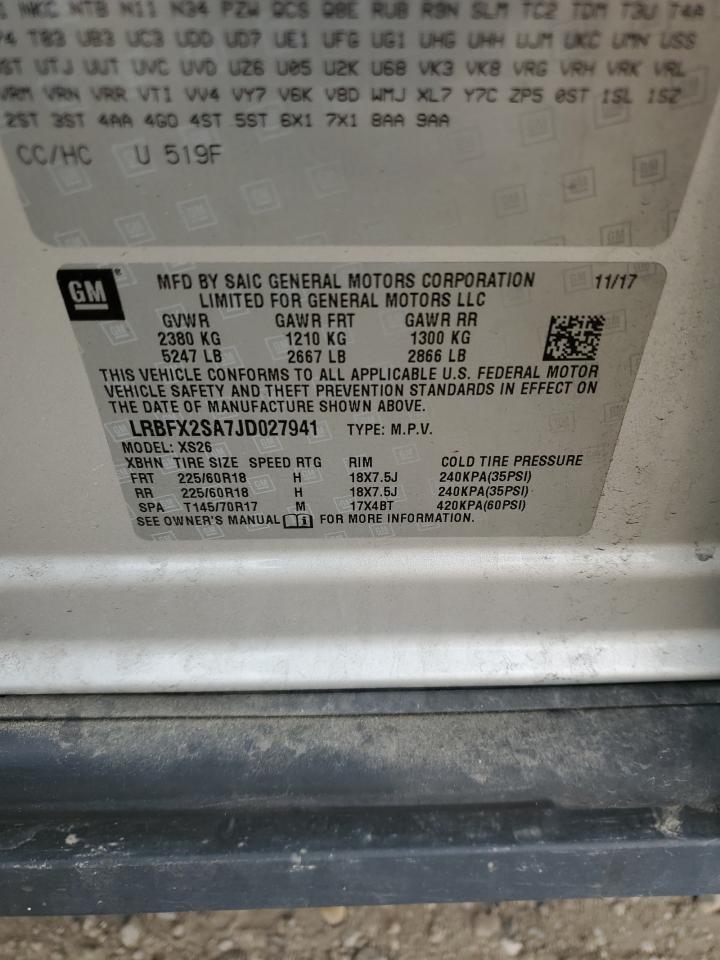 NKC NTB N11 N34 PZW QCS Q8E RU8 R9N SLM TC2 TDM T3U T4A
T83 UB3 UC3 UDD UD7 UE1 UFG UG1 UHG UHH UJM UKC UMN USS
UTJ UUT UVC UVD UZ6 U05 U2K U68 VK3 VK8 VRG VRH VRK VRL
VRM VRN VRR VTI VV4 VY7 V6K V8D WMJ XL7 Y7C ZP5 0ST 1SL 1SZ
2ST 3ST 4AA 4G0 4ST 5ST 6X1 7X1 8AA 9AA
CC/HC U 519F
GM®
MFD BY SAIC GENERAL MOTORS CORPORATION 11/17
LIMITED FOR GENERAL MOTORS LLC
GVWR GAWR FRT GAWR RR
2380 KG 1210 KG 1300 KG
5247 LB 2667 LB 2866 LB
THIS VEHICLE CONFORMS TO ALL APPLICABLE U.S. FEDERAL MOTOR
VEHICLE SAFETY AND THEFT PREVENTION STANDARDS IN EFFECT ON
THE DATE OF MANUFACTURE SHOWN ABOVE.
LRBFX2SA7JD027941 TYPE: M.P.V.
MODEL: XS26
XBHN TIRE SIZE SPEED RTG RIM COLD TIRE PRESSURE
FRT 225/60R18 H 18X7.5J 240KPA(35PSI)
RR 225/60R18 H 18X7.5J 240KPA(35PSI)
SPA T145/70R17 M 17X4BT 420KPA(60PSI)
SEE OWNER'S MANUAL FOR MORE INFORMATION.